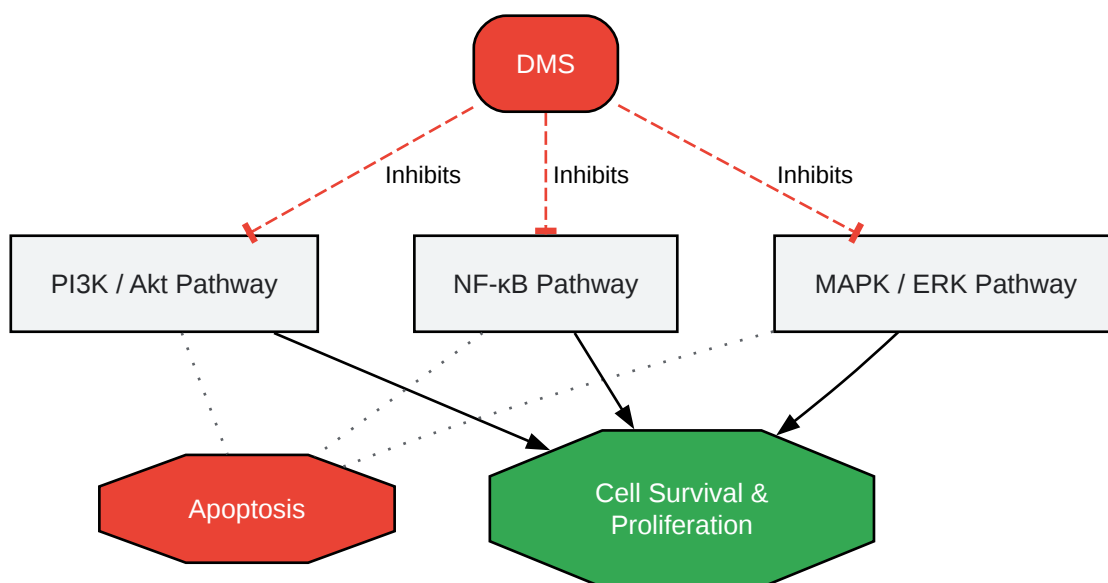 DMS
Inhibits
Inhibits
Inhibits
PI3K / Akt Pathway
NF-κB Pathway
MAPK / ERK Pathway
Apoptosis
Cell Survival &
Proliferation